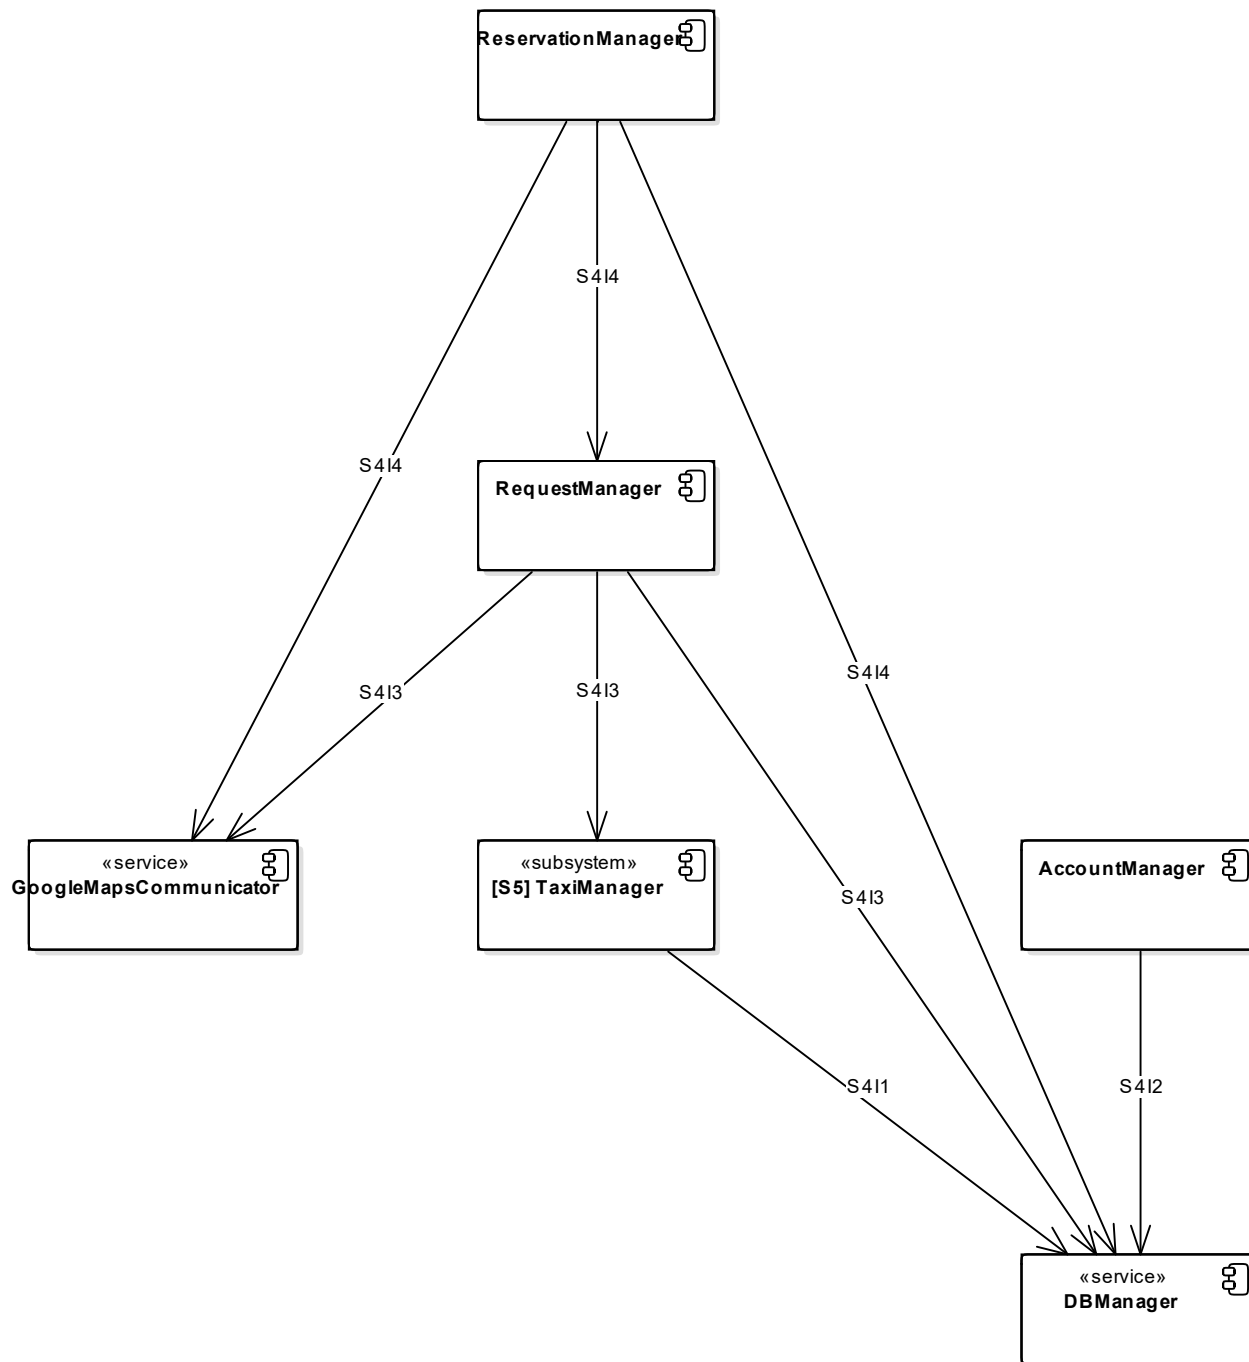 ReservationManager
S4I4
S4I4
RequestManager
S4I4
S4I3
S4I3
S4I3
«service»
GoogleMapsCommunicator
«subsystem»
[S5] TaxiManager
AccountManager
S4I1
S4I2
«service»
DBManager